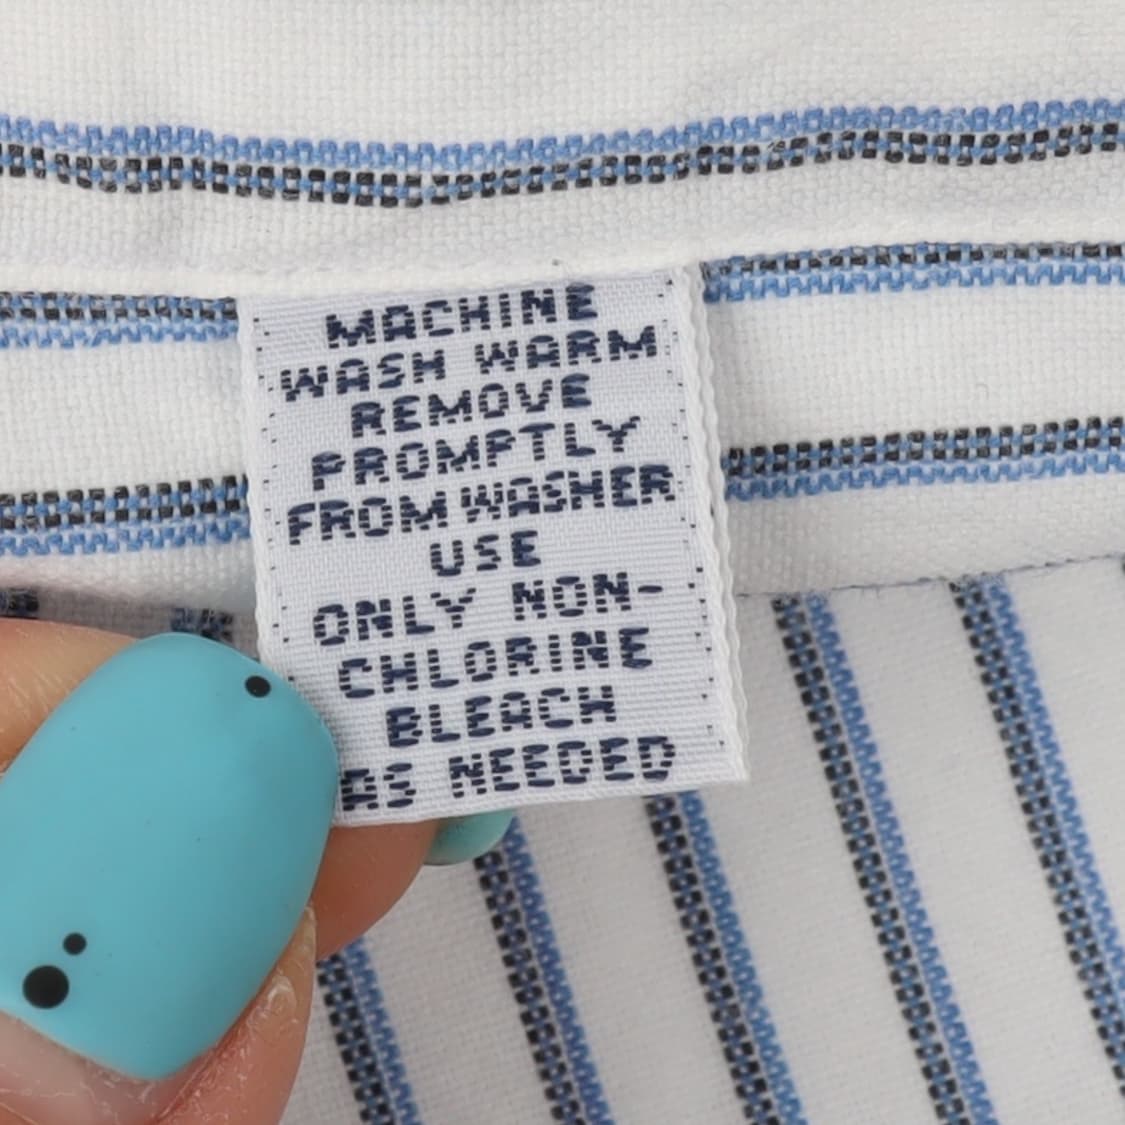 MACHINE
WASH WARM
REMOVE
PROMPTLY
FROM WASHER
USE
ONLY NON-
CHLORINE
BLEACH
AS NEEDED